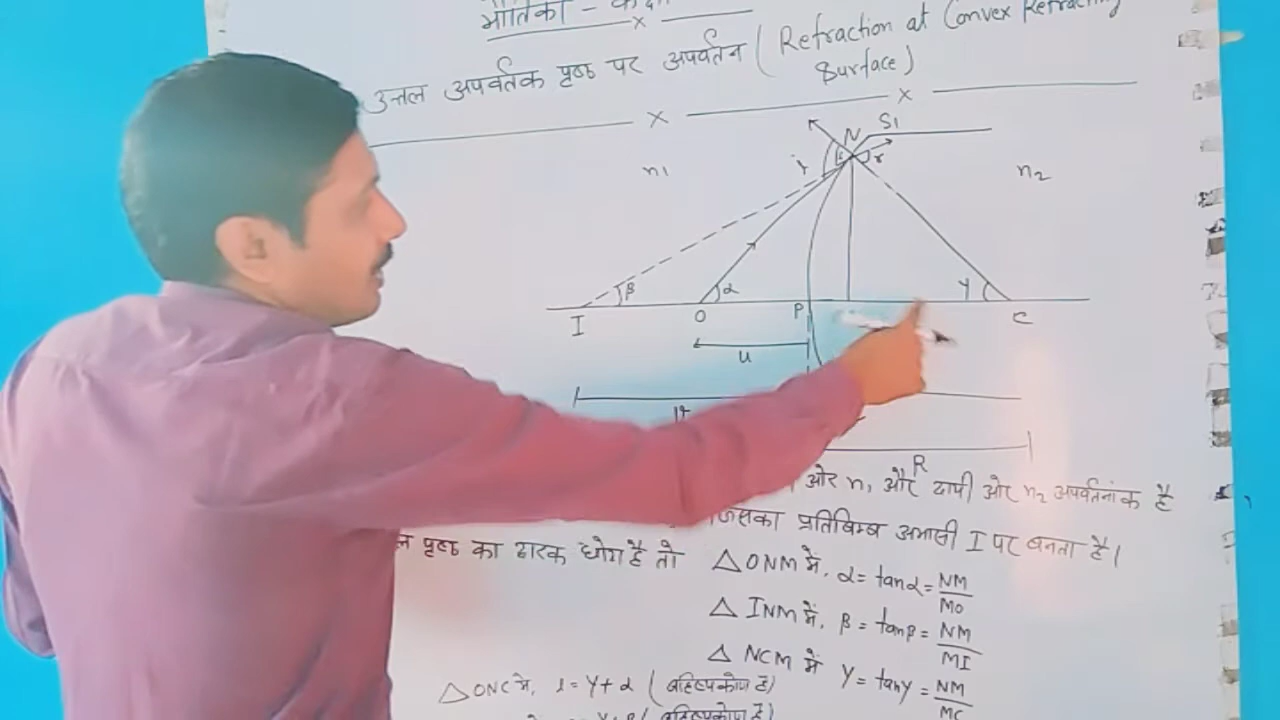 भौतिकी -
उत्तल अपवर्तक पृष्ठ पर अपवर्तन (Refraction at Convex Refracting
Surface)
N S1
n1 i i r n2
β α γ
I O P C
u
v
R
ओर n1 और दायी ओर n2 अपवर्तनांक है
जिसका प्रतिबिम्ब आभासी I पर बनता है।
पृष्ठ का द्वारक छोटा है तो
△ONM में, α = tanα = NM/MO
△ INM में, β = tanβ = NM/MI
△ NCM में γ = tanγ = NM/MC
△ONC में, i = γ + α (बहिष्यकोण है)